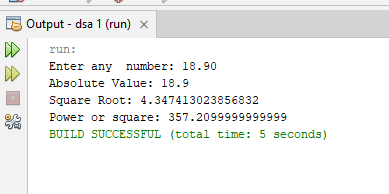 Output - dsa 1 (run) ×
run:
Enter any  number: 18.90
Absolute Value: 18.9
Square Root: 4.347413023856832
Power or square: 357.2099999999999
BUILD SUCCESSFUL (total time: 5 seconds)